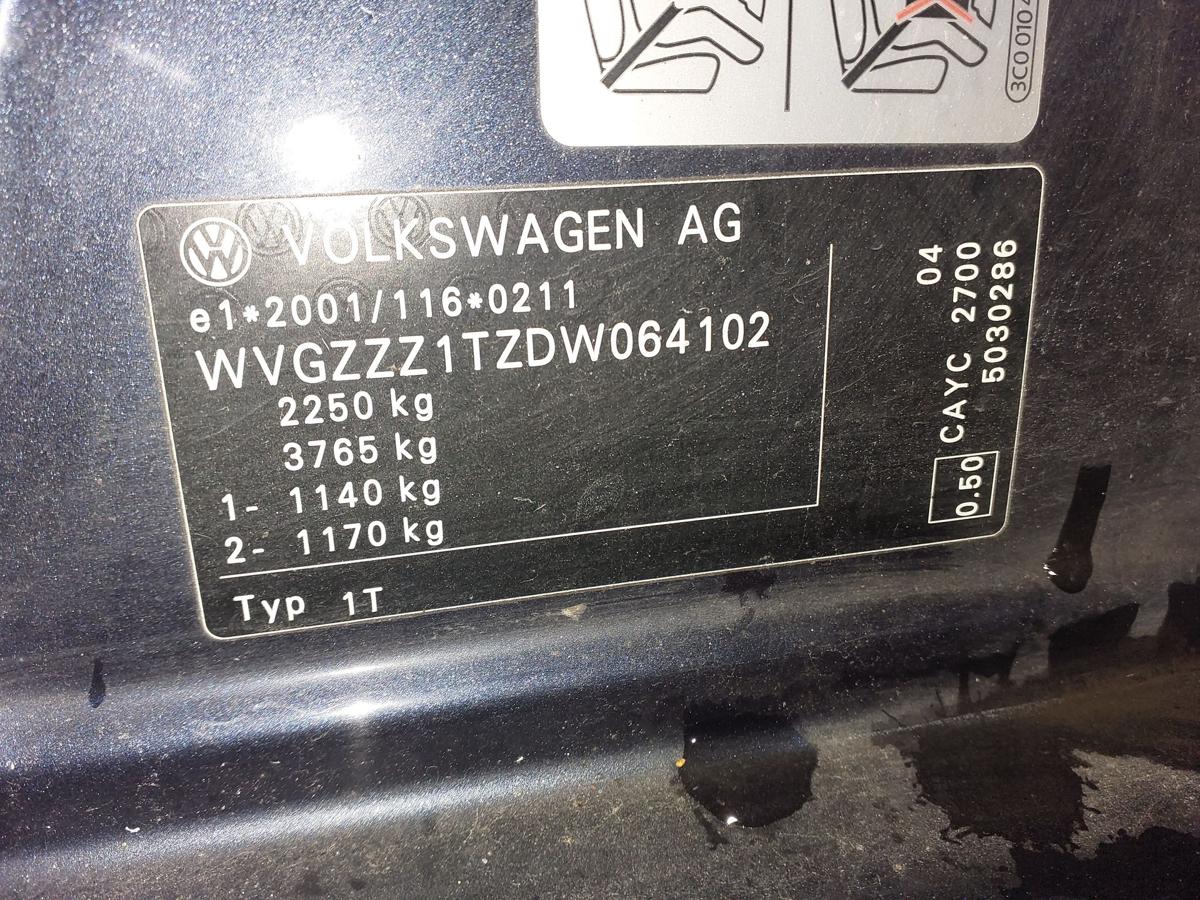 3C0 010 4
VOLKSWAGEN AG
e1*2001/116*0211
WVGZZZ1TZDW064102
2250 kg
3765 kg
1- 1140 kg
2- 1170 kg
Typ 1T
04
0.50 CAYC 2700
5030286